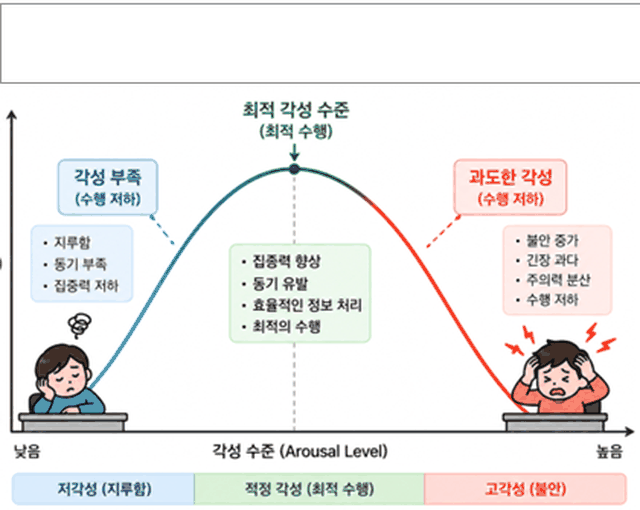 최적 각성 수준
(최적 수행)
각성 부족
(수행 저하)
• 지루함
• 동기 부족
• 집중력 저하
과도한 각성
(수행 저하)
• 불안 증가
• 긴장 과다
• 주의력 분산
• 수행 저하
• 집중력 향상
• 동기 유발
• 효율적인 정보 처리
• 최적의 수행
낮음
각성 수준 (Arousal Level)
높음
저각성 (지루함)
적정 각성 (최적 수행)
고각성 (불안)